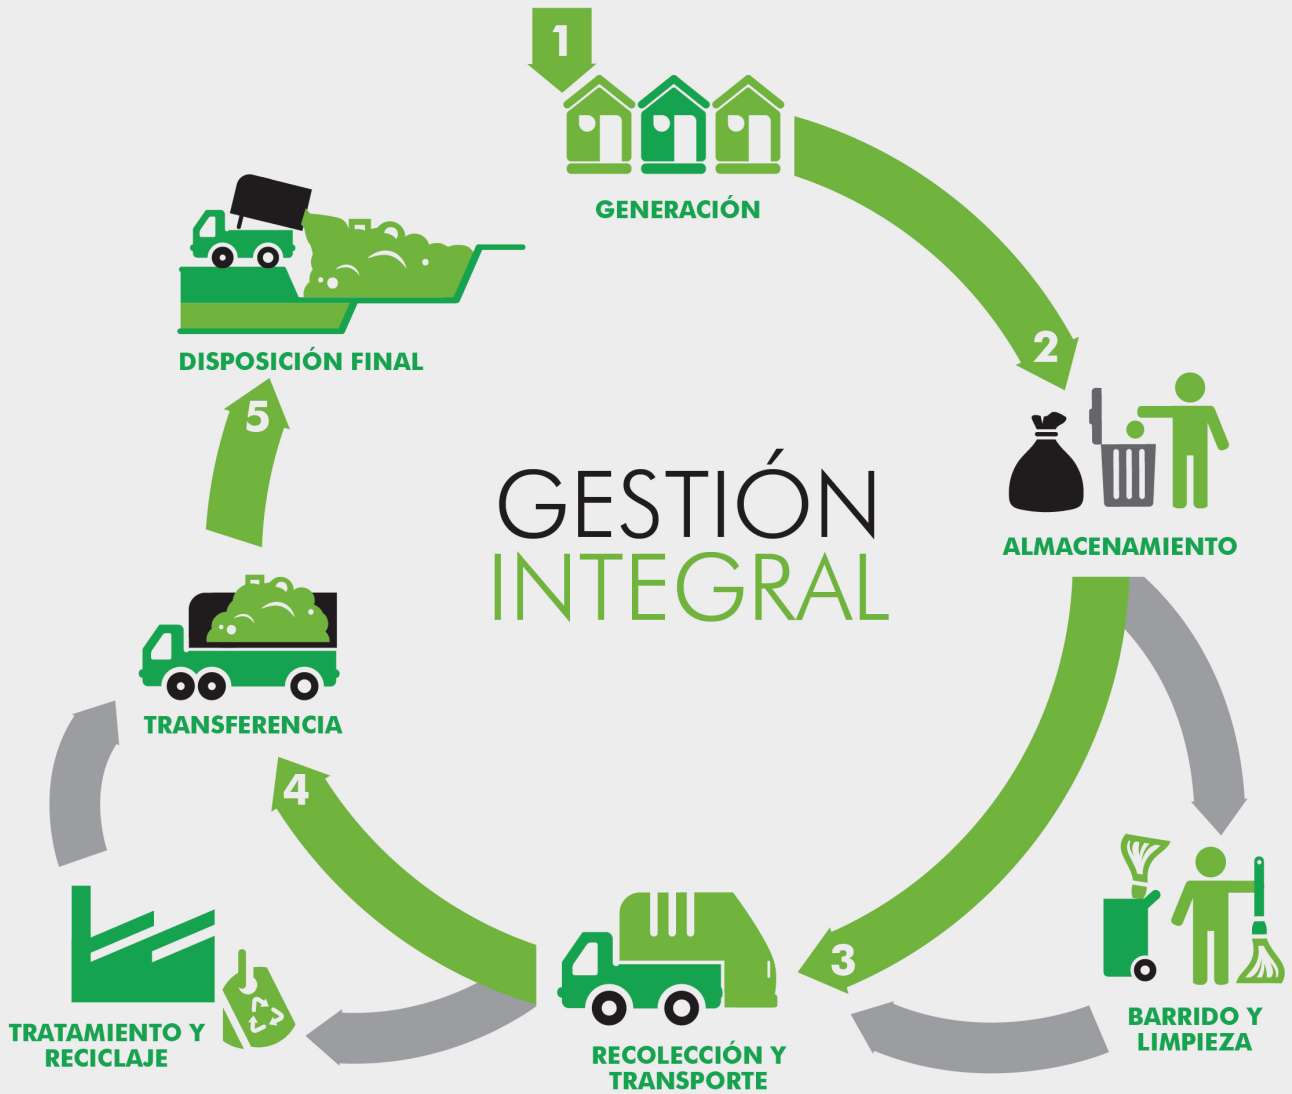 1
GENERACIÓN
2
ALMACENAMIENTO
GESTIÓN
INTEGRAL
BARRIDO Y
LIMPIEZA
3
RECOLECCIÓN Y
TRANSPORTE
TRATAMIENTO Y
RECICLAJE
4
TRANSFERENCIA
5
DISPOSICIÓN FINAL